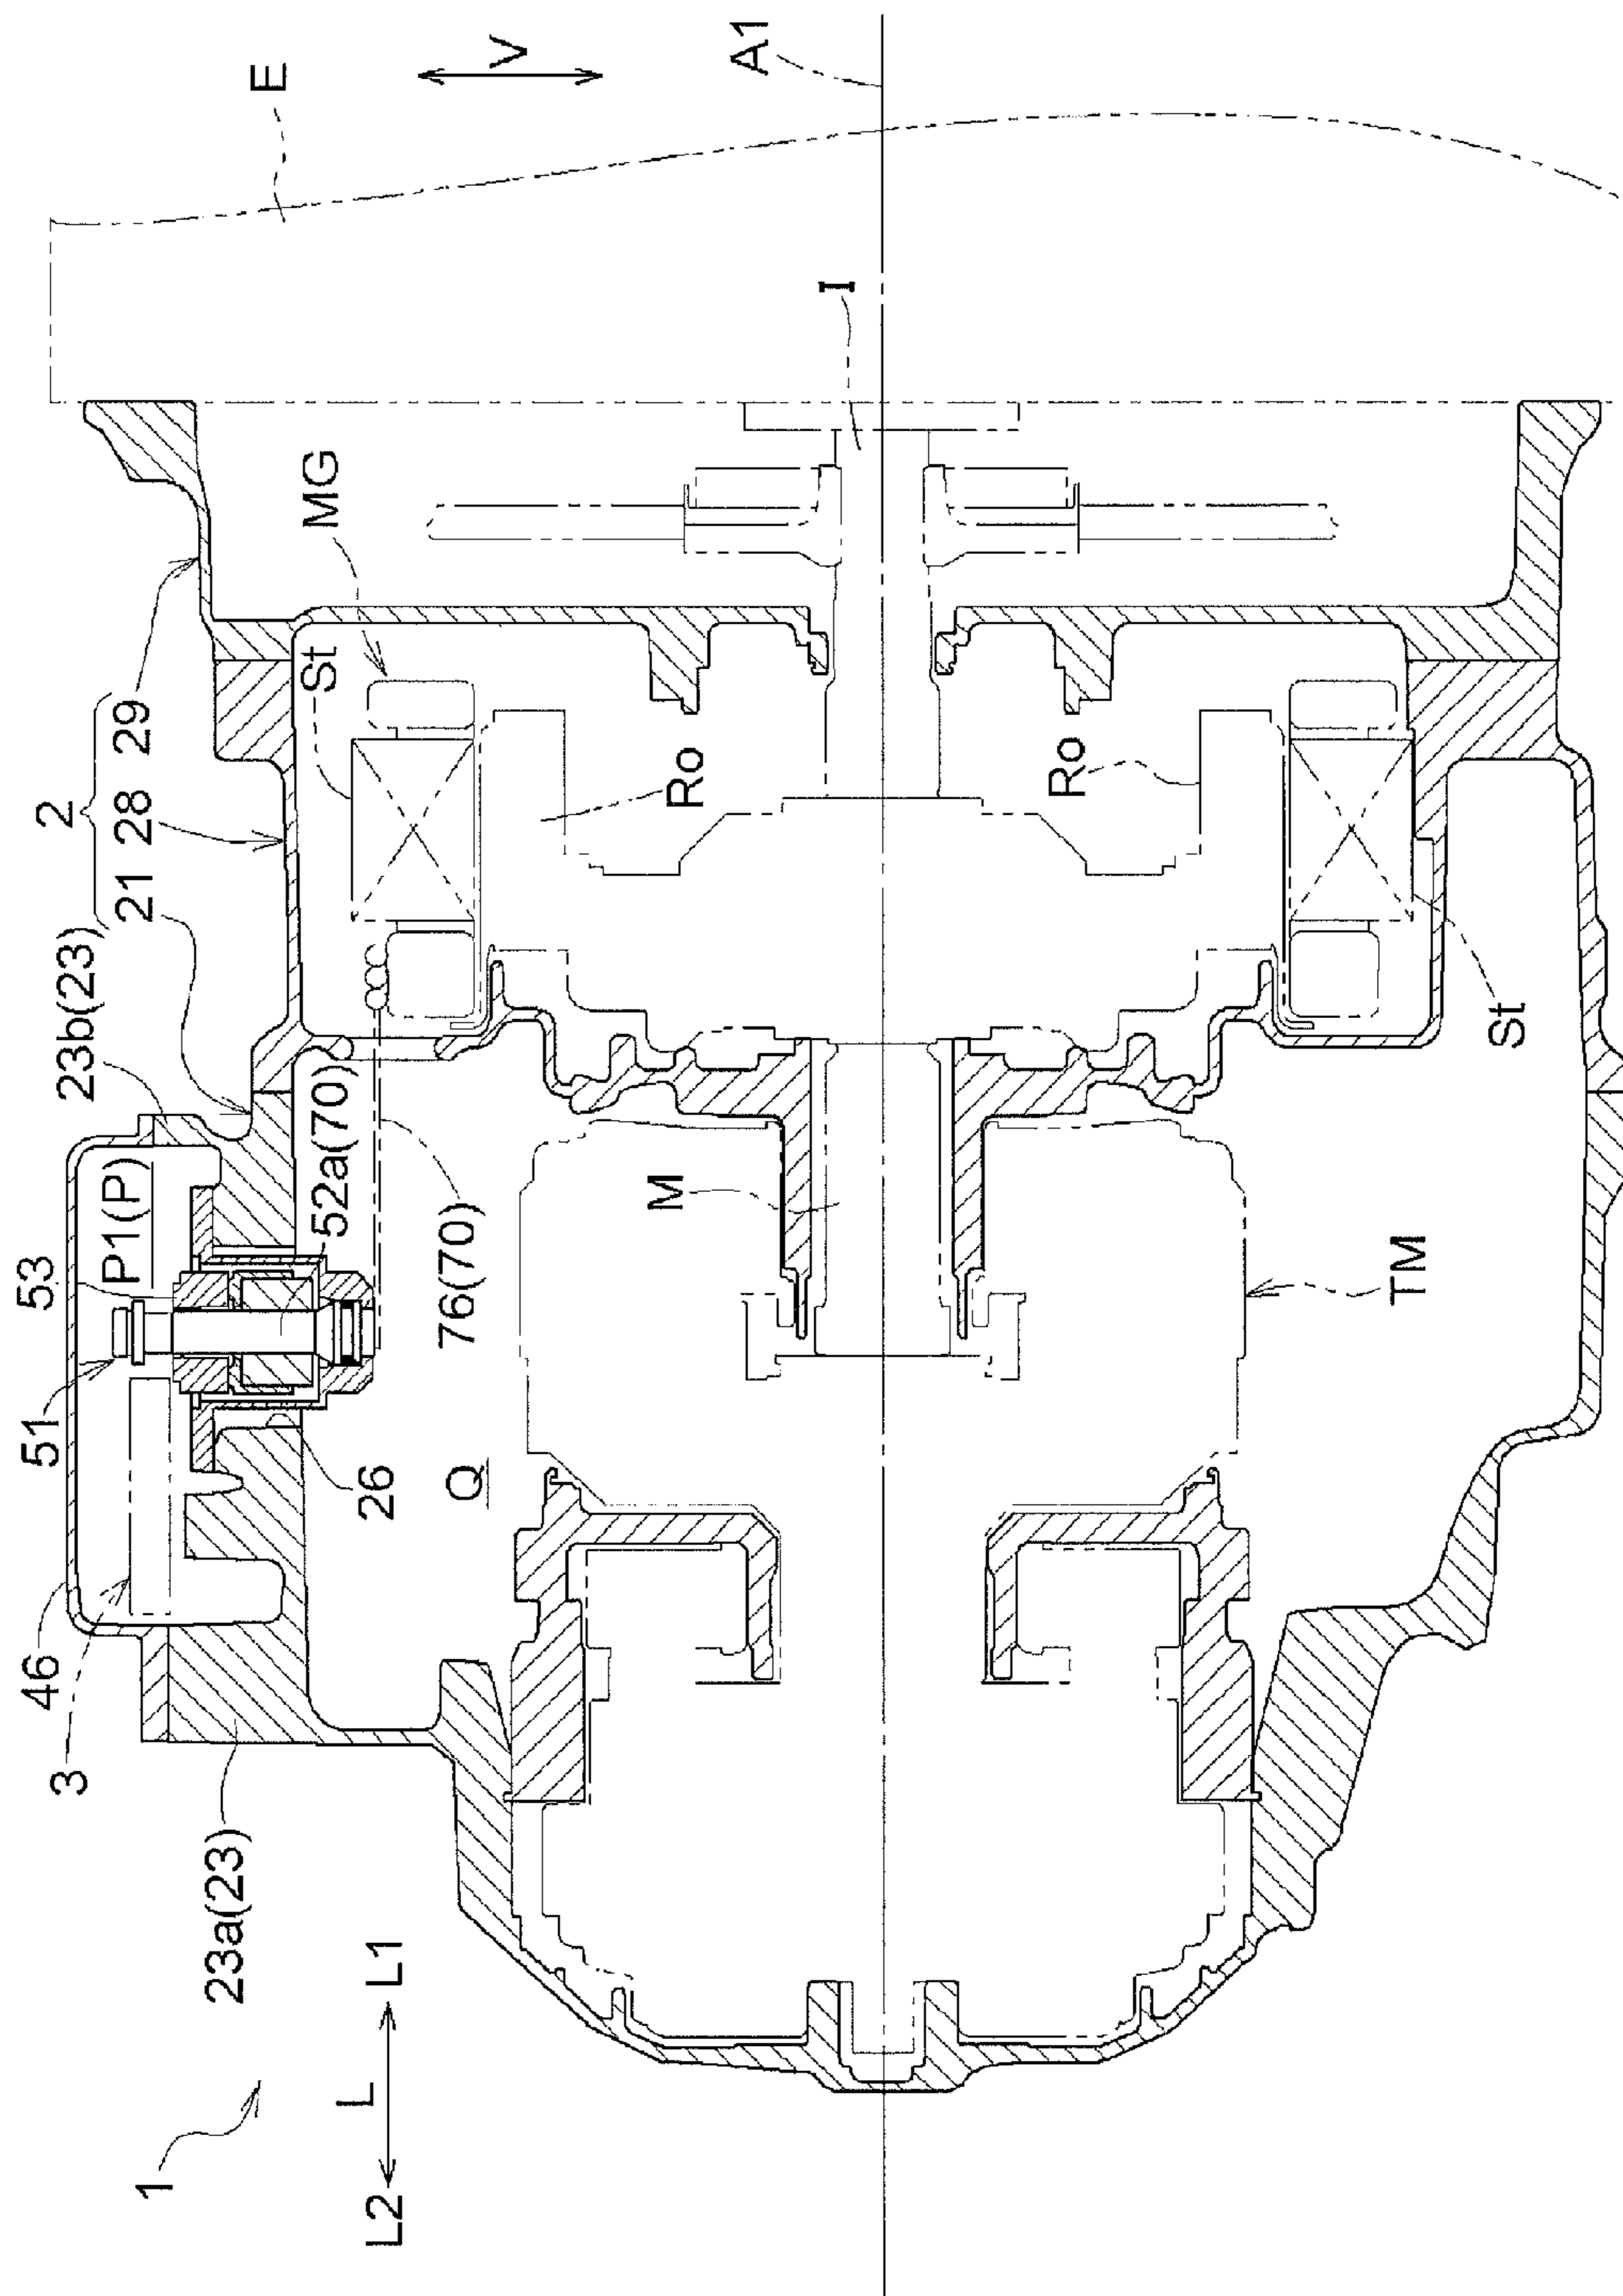 1
L2
L
L1
23a(23)
3
46
51
53
P1(P)
23b(23)
2
21
28
29
MG
E
V
26
Q
76(70)
52a(70)
St
Ro
I
A1
M
TM
Ro
St